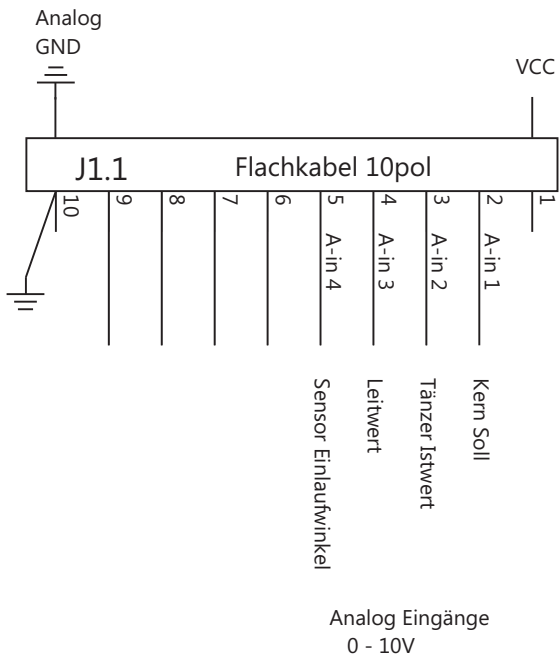 Analog
GND
VCC
J1.1
Flachkabel 10pol
10
9
8
7
6
5
4
3
2
1
A-in 4
A-in 3
A-in 2
A-in 1
Sensor Einlaufwinkel
Leitwert
Tänzer Istwert
Kern Soll
Analog Eingänge
0 - 10V